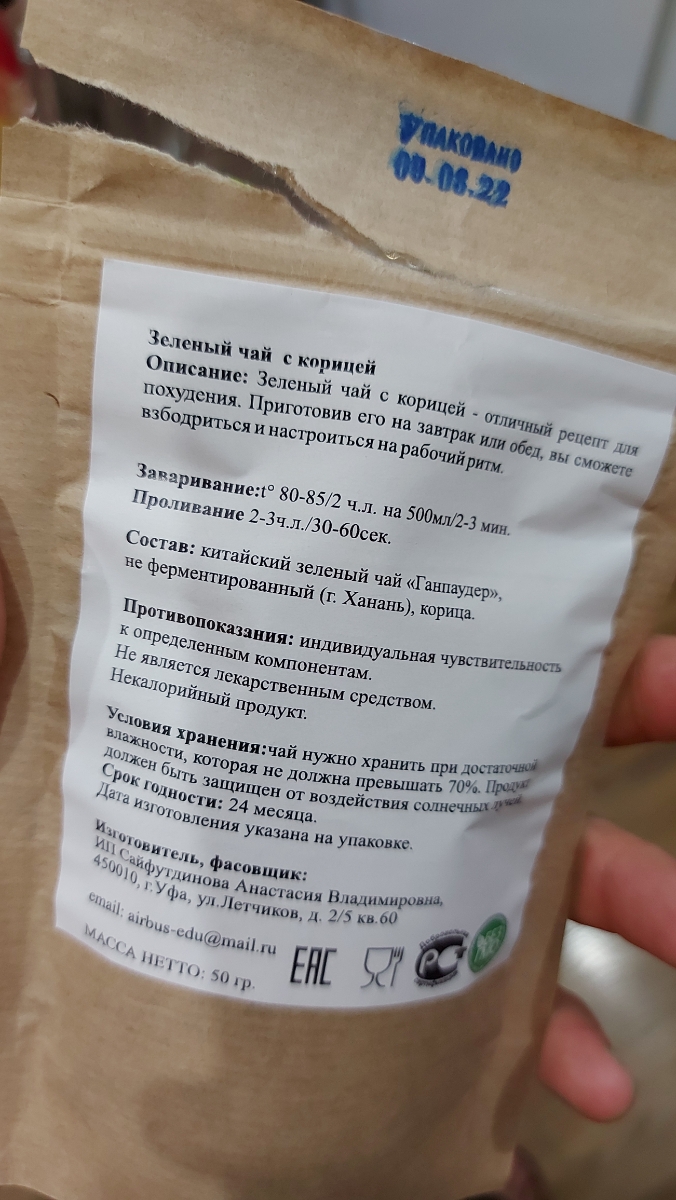 УПАКОВАНО
Зеленый чай с корицей
Описание: Зеленый чай с корицей - отличный рецепт для
похудения. Приготовив его на завтрак или обед, вы сможете
взбодриться и настроиться на рабочий ритм.
Заваривание:t° 80-85/2 ч.л. на 500мл/2-3 мин.
Проливание 2-3ч.л./30-60сек.
Состав: китайский зеленый чай «Ганпаудер»,
не ферментированный (г. Ханань), корица.
Противопоказания: индивидуальная чувствительность
к определенным компонентам.
Не является лекарственным средством.
Некалорийный продукт.
Условия хранения:чай нужно хранить при достаточной
влажности, которая не должна превышать 70%. Продукт
должен быть защищен от воздействия солнечных лучей.
Срок годности: 24 месяца.
Дата изготовления указана на упаковке.
Изготовитель, фасовщик:
ИП Сайфутдинова Анастасия Владимировна,
450010, г.Уфа, ул.Летчиков, д. 2/5 кв.60
email: airbus-edu@mail.ru
МАССА НЕТТО: 50 гр.
ЕАС